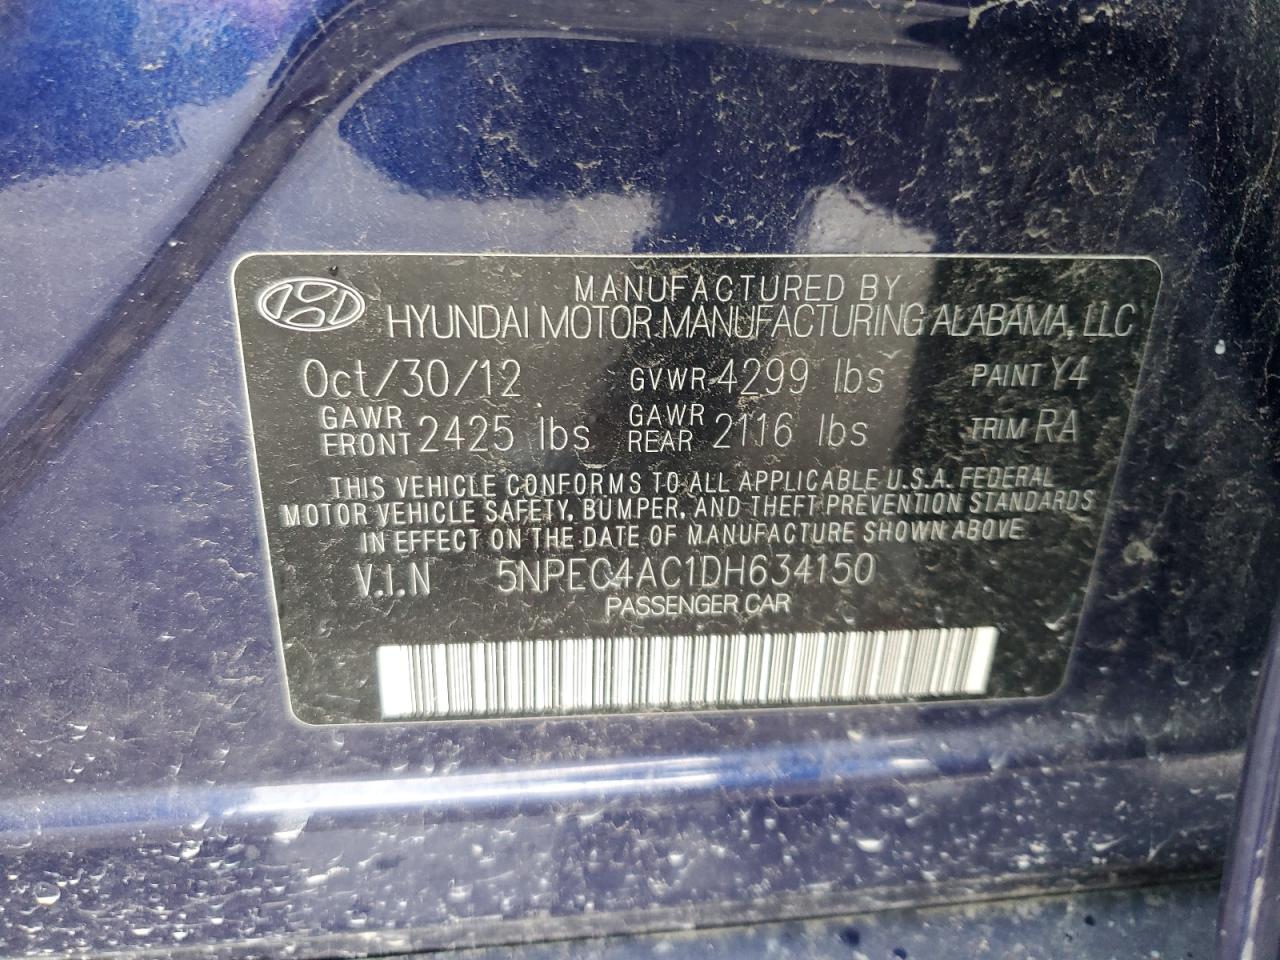 MANUFACTURED BY
HYUNDAI MOTOR MANUFACTURING ALABAMA, LLC
Oct/30/12 GVWR 4299 lbs PAINT Y4
GAWR FRONT 2425 lbs GAWR REAR 2116 lbs TRIM RA
THIS VEHICLE CONFORMS TO ALL APPLICABLE U.S.A. FEDERAL
MOTOR VEHICLE SAFETY, BUMPER, AND THEFT PREVENTION STANDARDS
IN EFFECT ON THE DATE OF MANUFACTURE SHOWN ABOVE
V.I.N 5NPEC4AC1DH634150
PASSENGER CAR